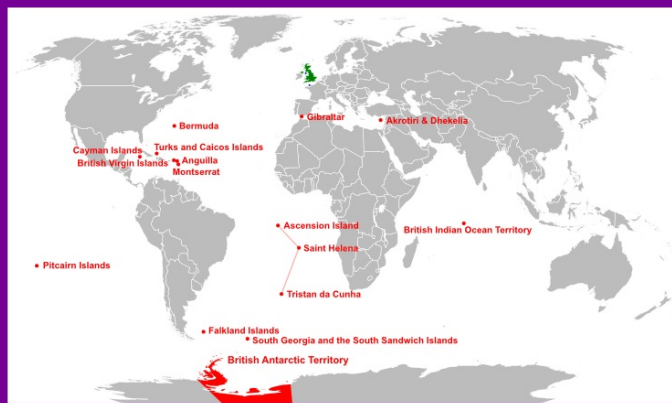 Bermuda
Gibraltar
Akrotiri & Dhekelia
Cayman Islands
Turks and Caicos Islands
British Virgin Islands
Anguilla
Montserrat
Ascension Island
British Indian Ocean Territory
Saint Helena
Pitcairn Islands
Tristan da Cunha
Falkland Islands
South Georgia and the South Sandwich Islands
British Antarctic Territory